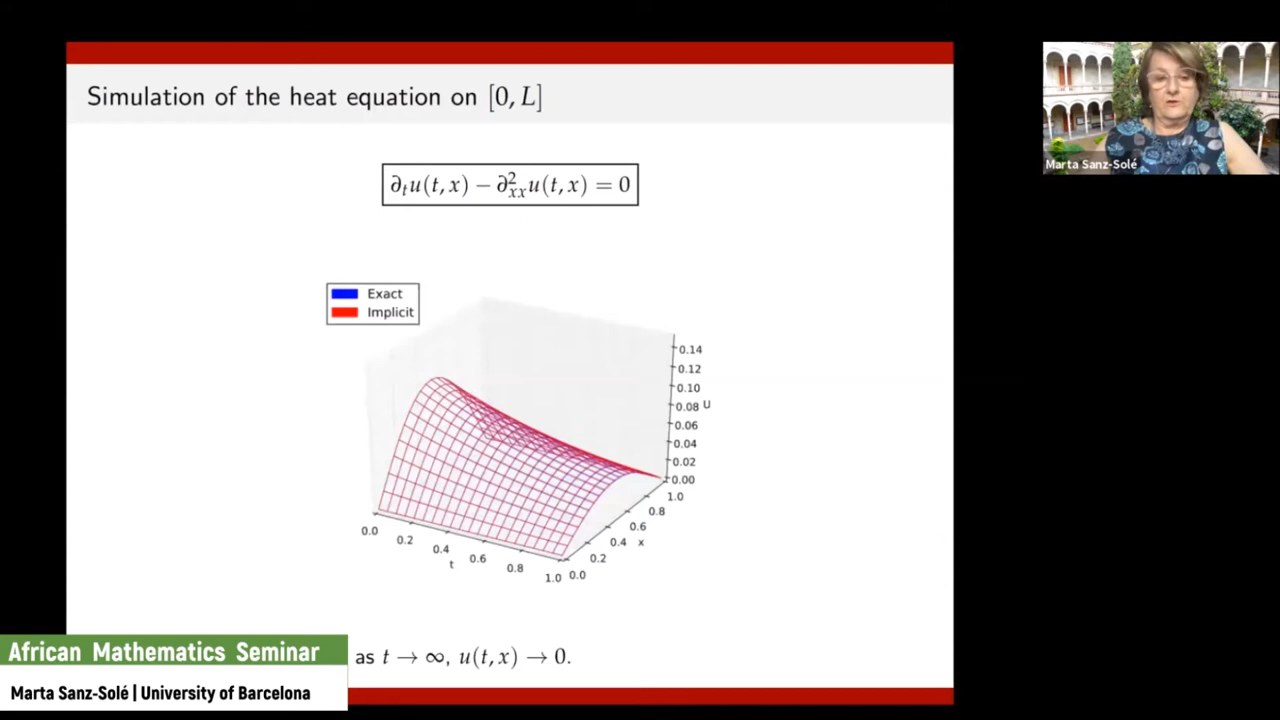 Simulation of the heat equation on [0, L]
∂ₜu(t, x) − ∂²ₓₓu(t, x) = 0
Exact
Implicit
0.14
0.12
0.10
0.08 U
0.06
0.04
0.02
0.00
1.0
0.8
0.6
x
0.4
0.2
0.0
0.0
0.2
0.4
t
0.6
0.8
1.0
as t → ∞, u(t, x) → 0.
African Mathematics Seminar
Marta Sanz-Solé | University of Barcelona
Marta Sanz-Solé